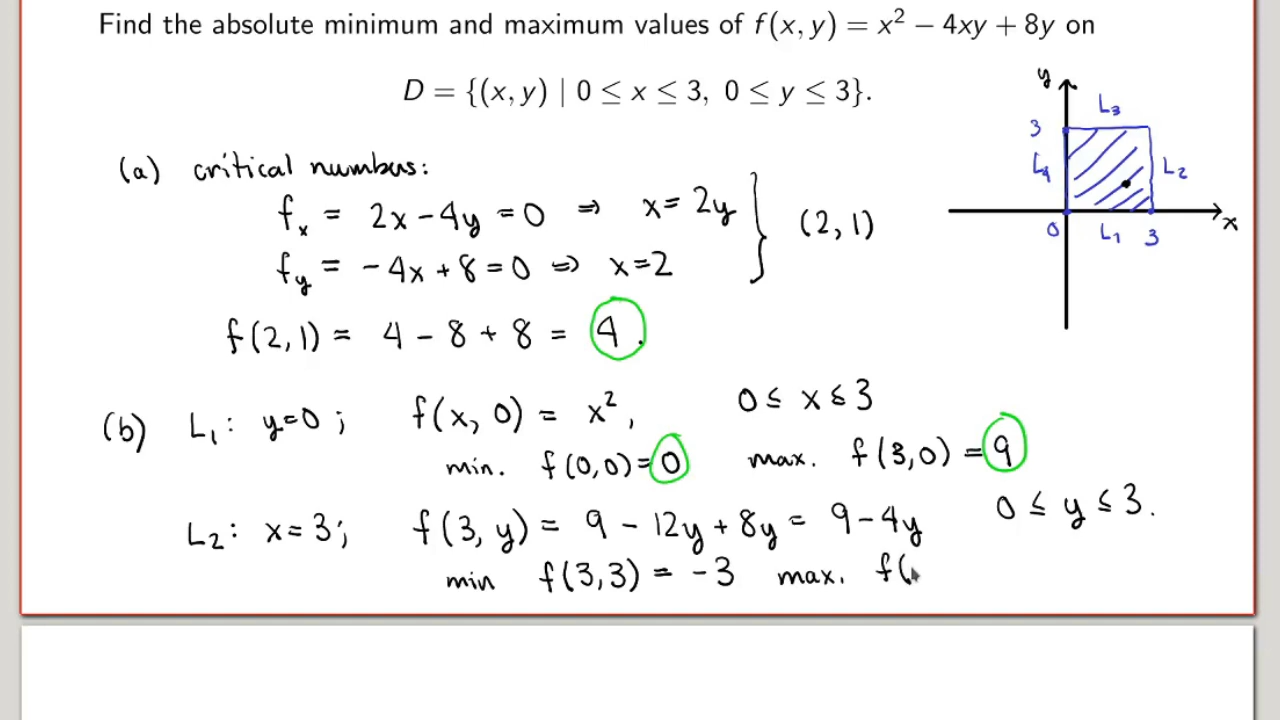 Find the absolute minimum and maximum values of f(x, y) = x² − 4xy + 8y on
D = {(x, y) | 0 ≤ x ≤ 3, 0 ≤ y ≤ 3}.
y
L₃
3
L₄
L₂
0
L₁
3
x
(a) critical numbers:
fₓ = 2x − 4y = 0 ⇒ x = 2y
f_y = −4x + 8 = 0 ⇒ x = 2
} (2, 1)
f(2, 1) = 4 − 8 + 8 = 4.
(b) L₁: y=0; f(x, 0) = x², 0 ≤ x ≤ 3
min. f(0,0) = 0 max. f(3,0) = 9
L₂: x=3; f(3, y) = 9 − 12y + 8y = 9 − 4y 0 ≤ y ≤ 3.
min f(3,3) = −3 max. f(